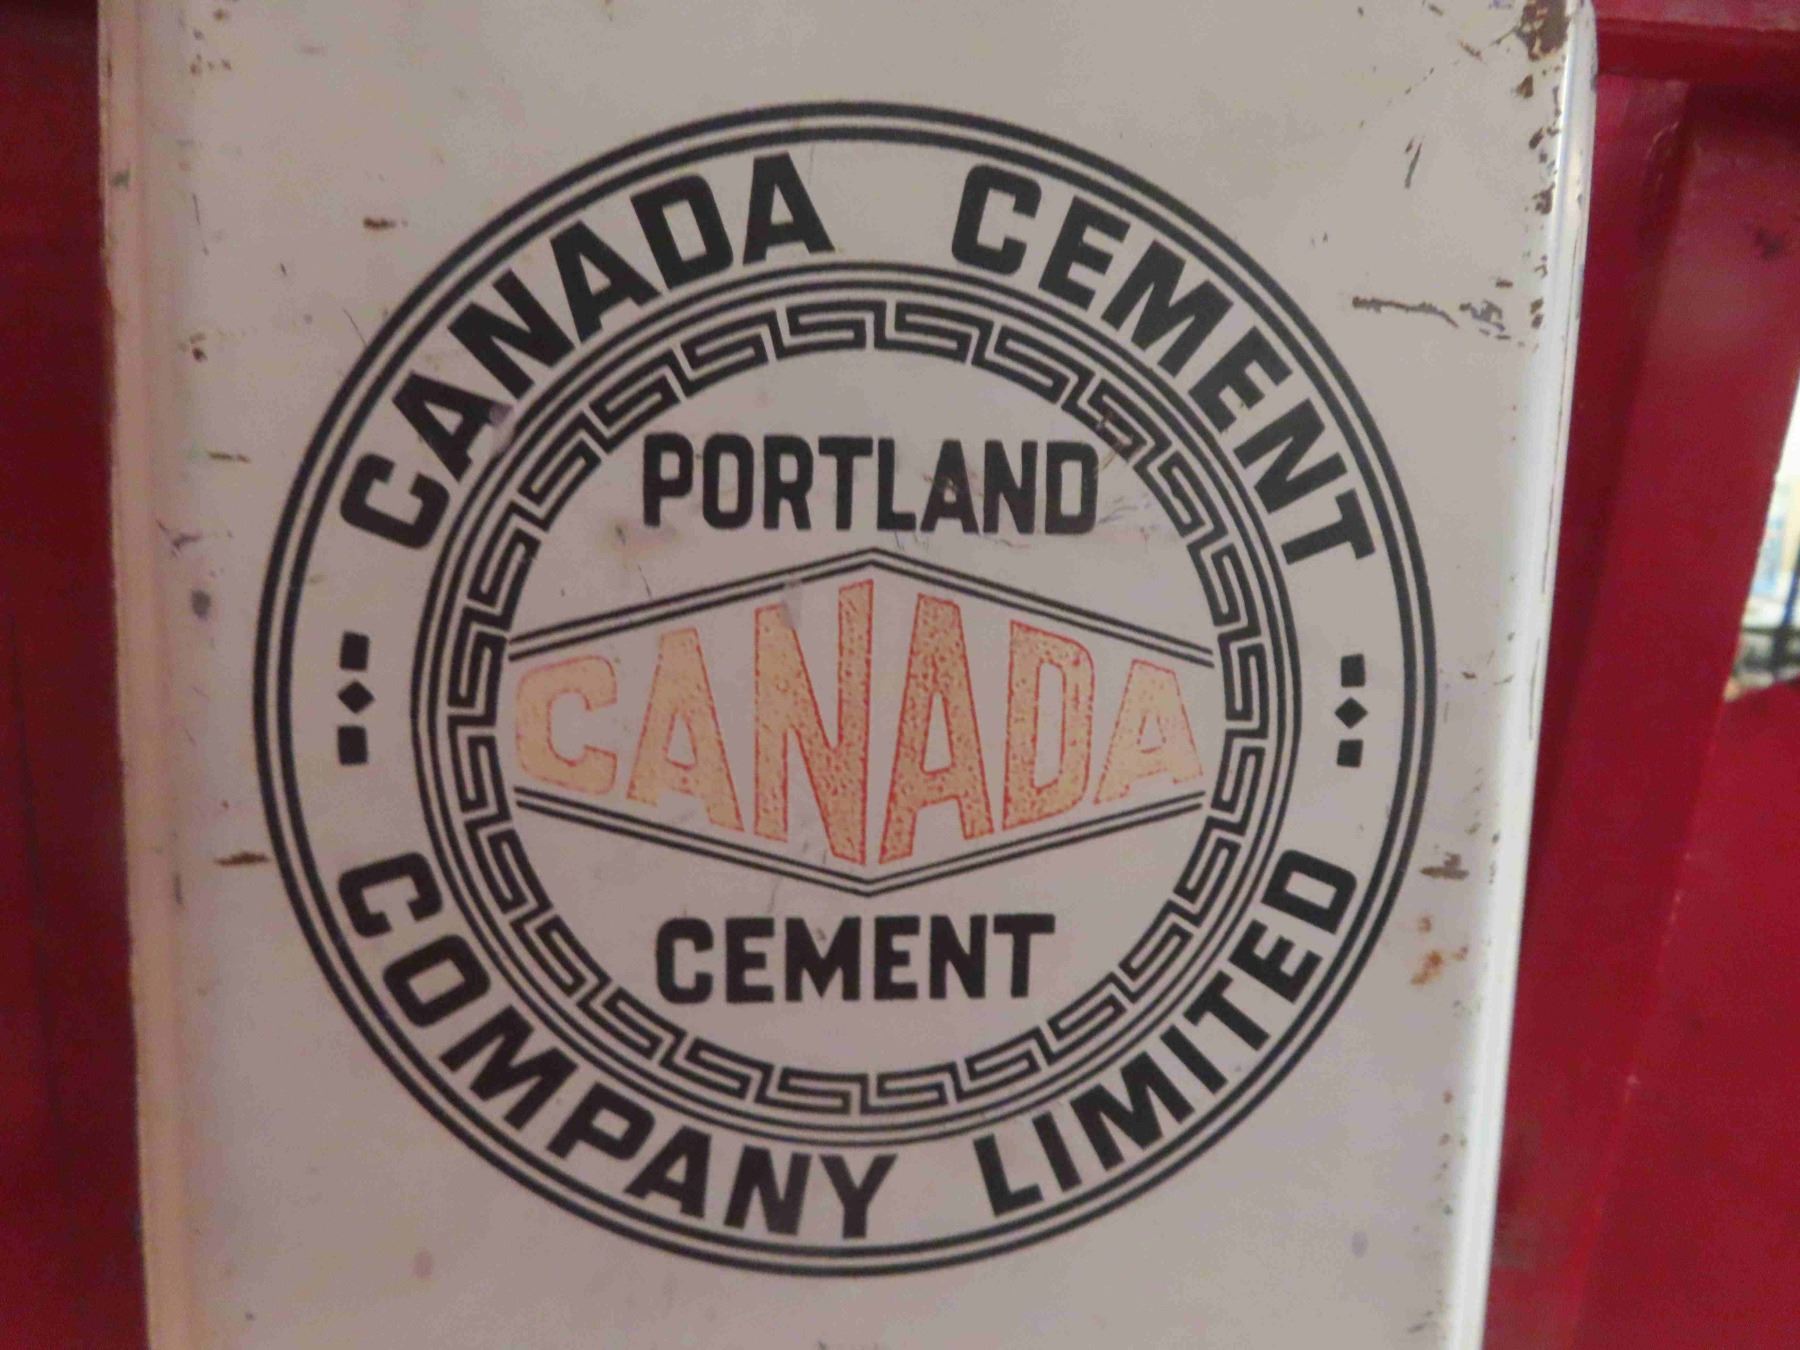 CANADA CEMENT
PORTLAND
CANADA
CEMENT
COMPANY LIMITED